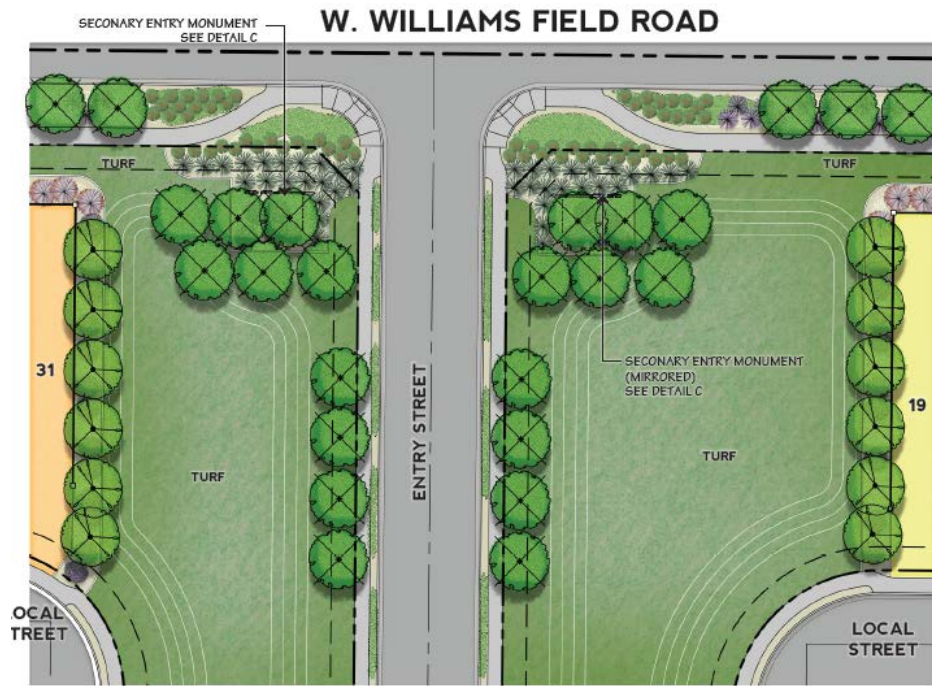 W. WILLIAMS FIELD ROAD
SECONARY ENTRY MONUMENT
SEE DETAIL C
TURF
TURF
31
19
SECONARY ENTRY MONUMENT
(MIRRORED)
SEE DETAIL C
ENTRY STREET
TURF
TURF
LOCAL
TREET
LOCAL
STREET